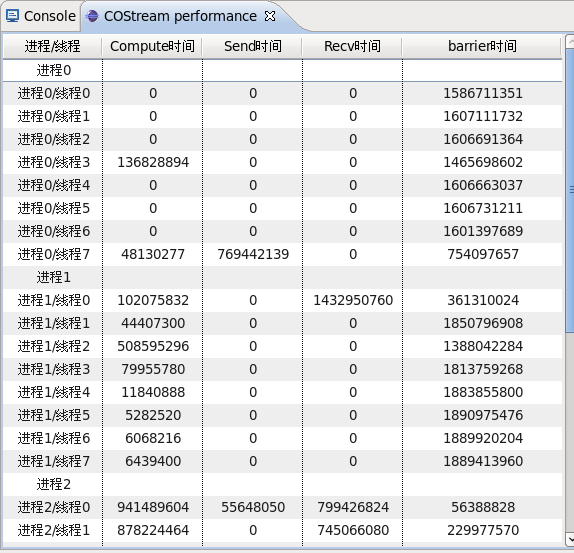 Console COStream performance
进程/线程 Compute时间 Send时间 Recv时间 barrier时间
进程0
进程0/线程0 0 0 0 1586711351
进程0/线程1 0 0 0 1607111732
进程0/线程2 0 0 0 1606691364
进程0/线程3 136828894 0 0 1465698602
进程0/线程4 0 0 0 1606663037
进程0/线程5 0 0 0 1606731211
进程0/线程6 0 0 0 1601397689
进程0/线程7 48130277 769442139 0 754097657
进程1
进程1/线程0 102075832 0 1432950760 361310024
进程1/线程1 44407300 0 0 1850796908
进程1/线程2 508595296 0 0 1388042284
进程1/线程3 79955780 0 0 1813759268
进程1/线程4 11840888 0 0 1883855800
进程1/线程5 5282520 0 0 1890975476
进程1/线程6 6068216 0 0 1889920204
进程1/线程7 6439400 0 0 1889413960
进程2
进程2/线程0 941489604 55648050 799426824 56388828
进程2/线程1 878224464 0 745066080 229977570